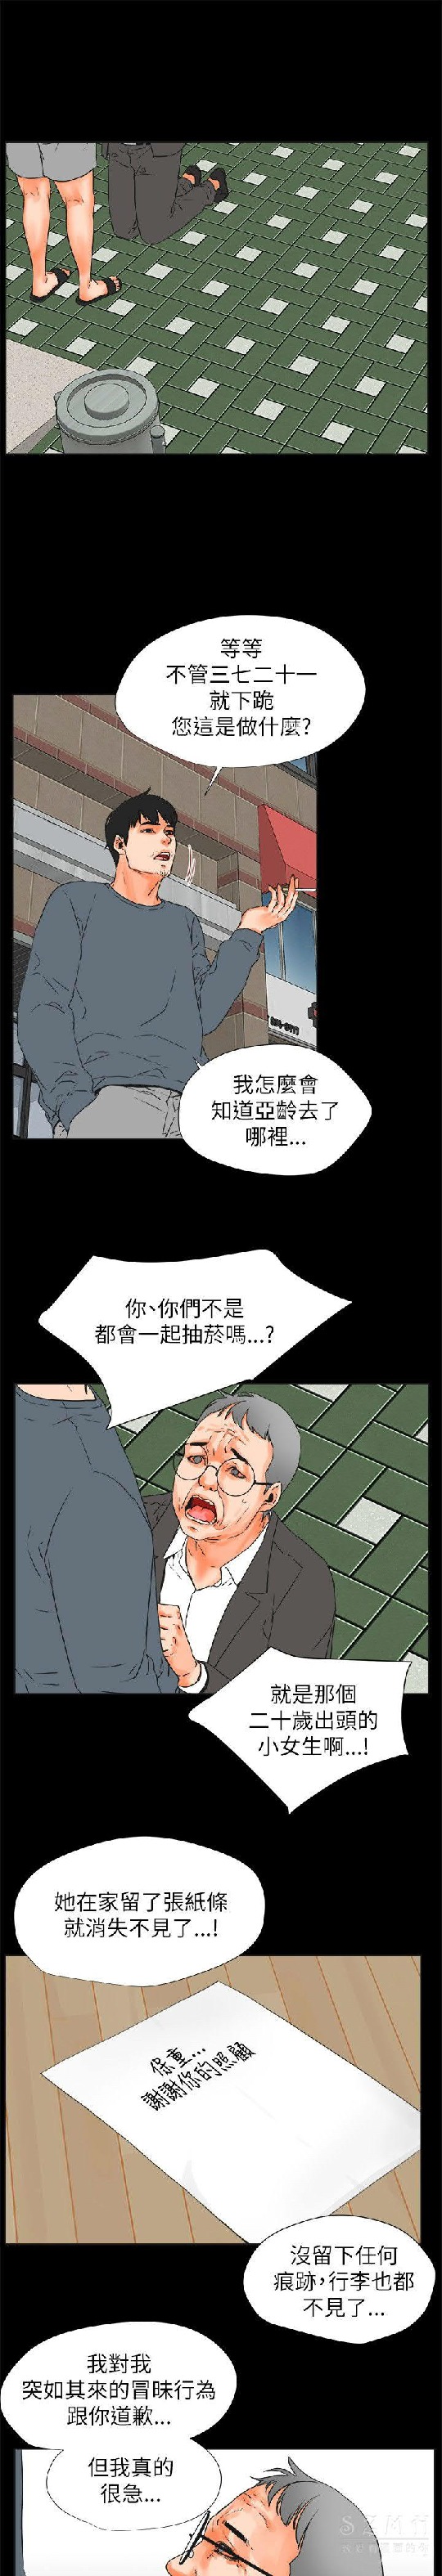 等等
不管三七二十一
就下跪
您這是做什麼?
我怎麼會
知道亞齡去了
哪裡...
你、你們不是
都會一起抽菸嗎...?
就是那個
二十歲出頭的
小女生啊...!
她在家留了張紙條
就消失不見了...!
保重...
謝謝你的照顧
沒留下任何
痕跡，行李也都
不見了...
我對我
突如其來的冒昧行為
跟你道歉...
但我真的
很急...